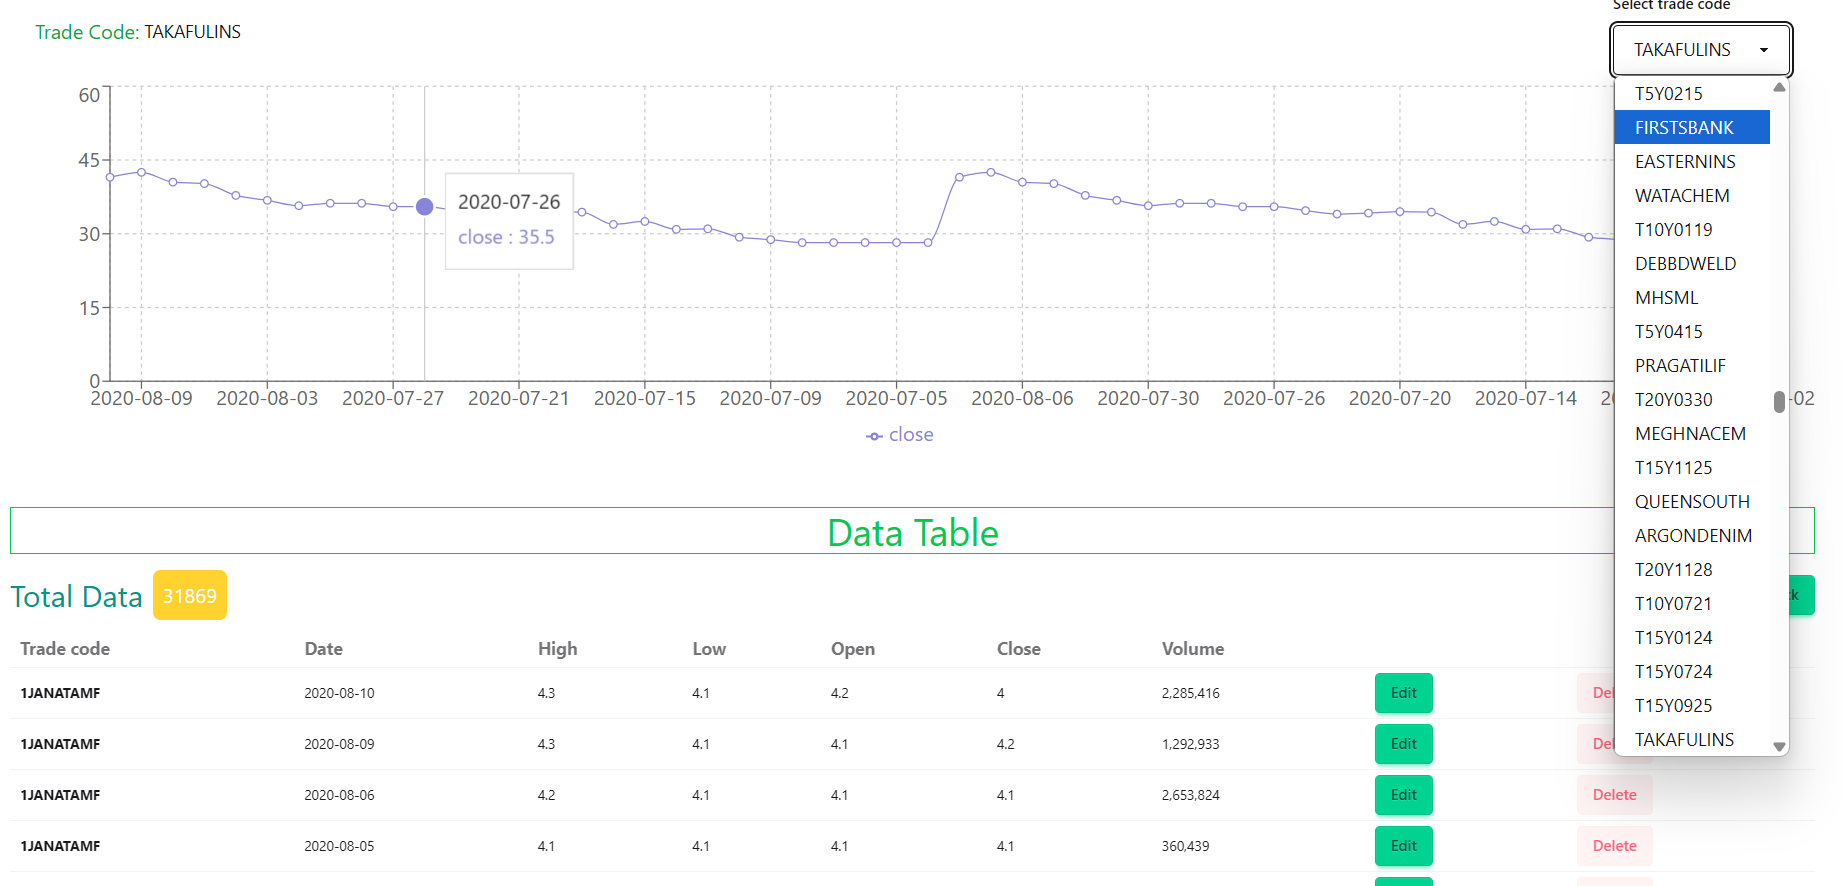 Select trade code
Trade Code: TAKAFULINS
TAKAFULINS
T5Y0215
FIRSTSBANK
EASTERNINS
WATACHEM
T10Y0119
DEBBDWELD
MHSML
T5Y0415
PRAGATILIF
T20Y0330
MEGHNACEM
T15Y1125
QUEENSOUTH
ARGONDENIM
T20Y1128
T10Y0721
T15Y0124
T15Y0724
T15Y0925
TAKAFULINS
60
45
30
15
0
2020-07-26
close : 35.5
2020-08-09 2020-08-03 2020-07-27 2020-07-21 2020-07-15 2020-07-09 2020-07-05 2020-08-06 2020-07-30 2020-07-26 2020-07-20 2020-07-14 2 -02
close
Data Table
Total Data 31869
k
Trade code Date High Low Open Close Volume
1JANATAMF 2020-08-10 4.3 4.1 4.2 4 2,285,416 Edit Del
1JANATAMF 2020-08-09 4.3 4.1 4.1 4.2 1,292,933 Edit Del
1JANATAMF 2020-08-06 4.2 4.1 4.1 4.1 2,653,824 Edit Delete
1JANATAMF 2020-08-05 4.1 4.1 4.1 4.1 360,439 Edit Delete